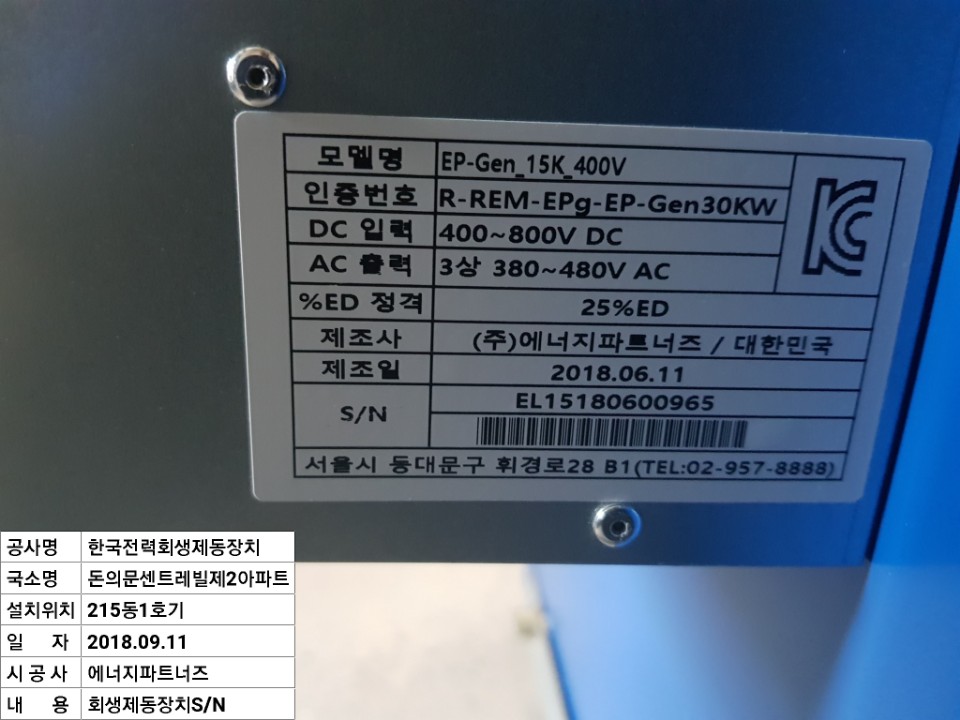 모델명 EP-Gen_15K_400V
인증번호 R-REM-EPg-EP-Gen30KW
DC 입력 400~800V DC
AC 출력 3상 380~480V AC
%ED 정격 25%ED
제조사 (주)에너지파트너즈 / 대한민국
제조일 2018.06.11
S/N EL15180600965
서울시 동대문구 휘경로28 B1(TEL:02-957-8888)
공사명 한국전력회생제동장치
국소명 돈의문센트레빌제2아파트
설치위치 215동1호기
일 자 2018.09.11
시 공 사 에너지파트너즈
내 용 회생제동장치S/N